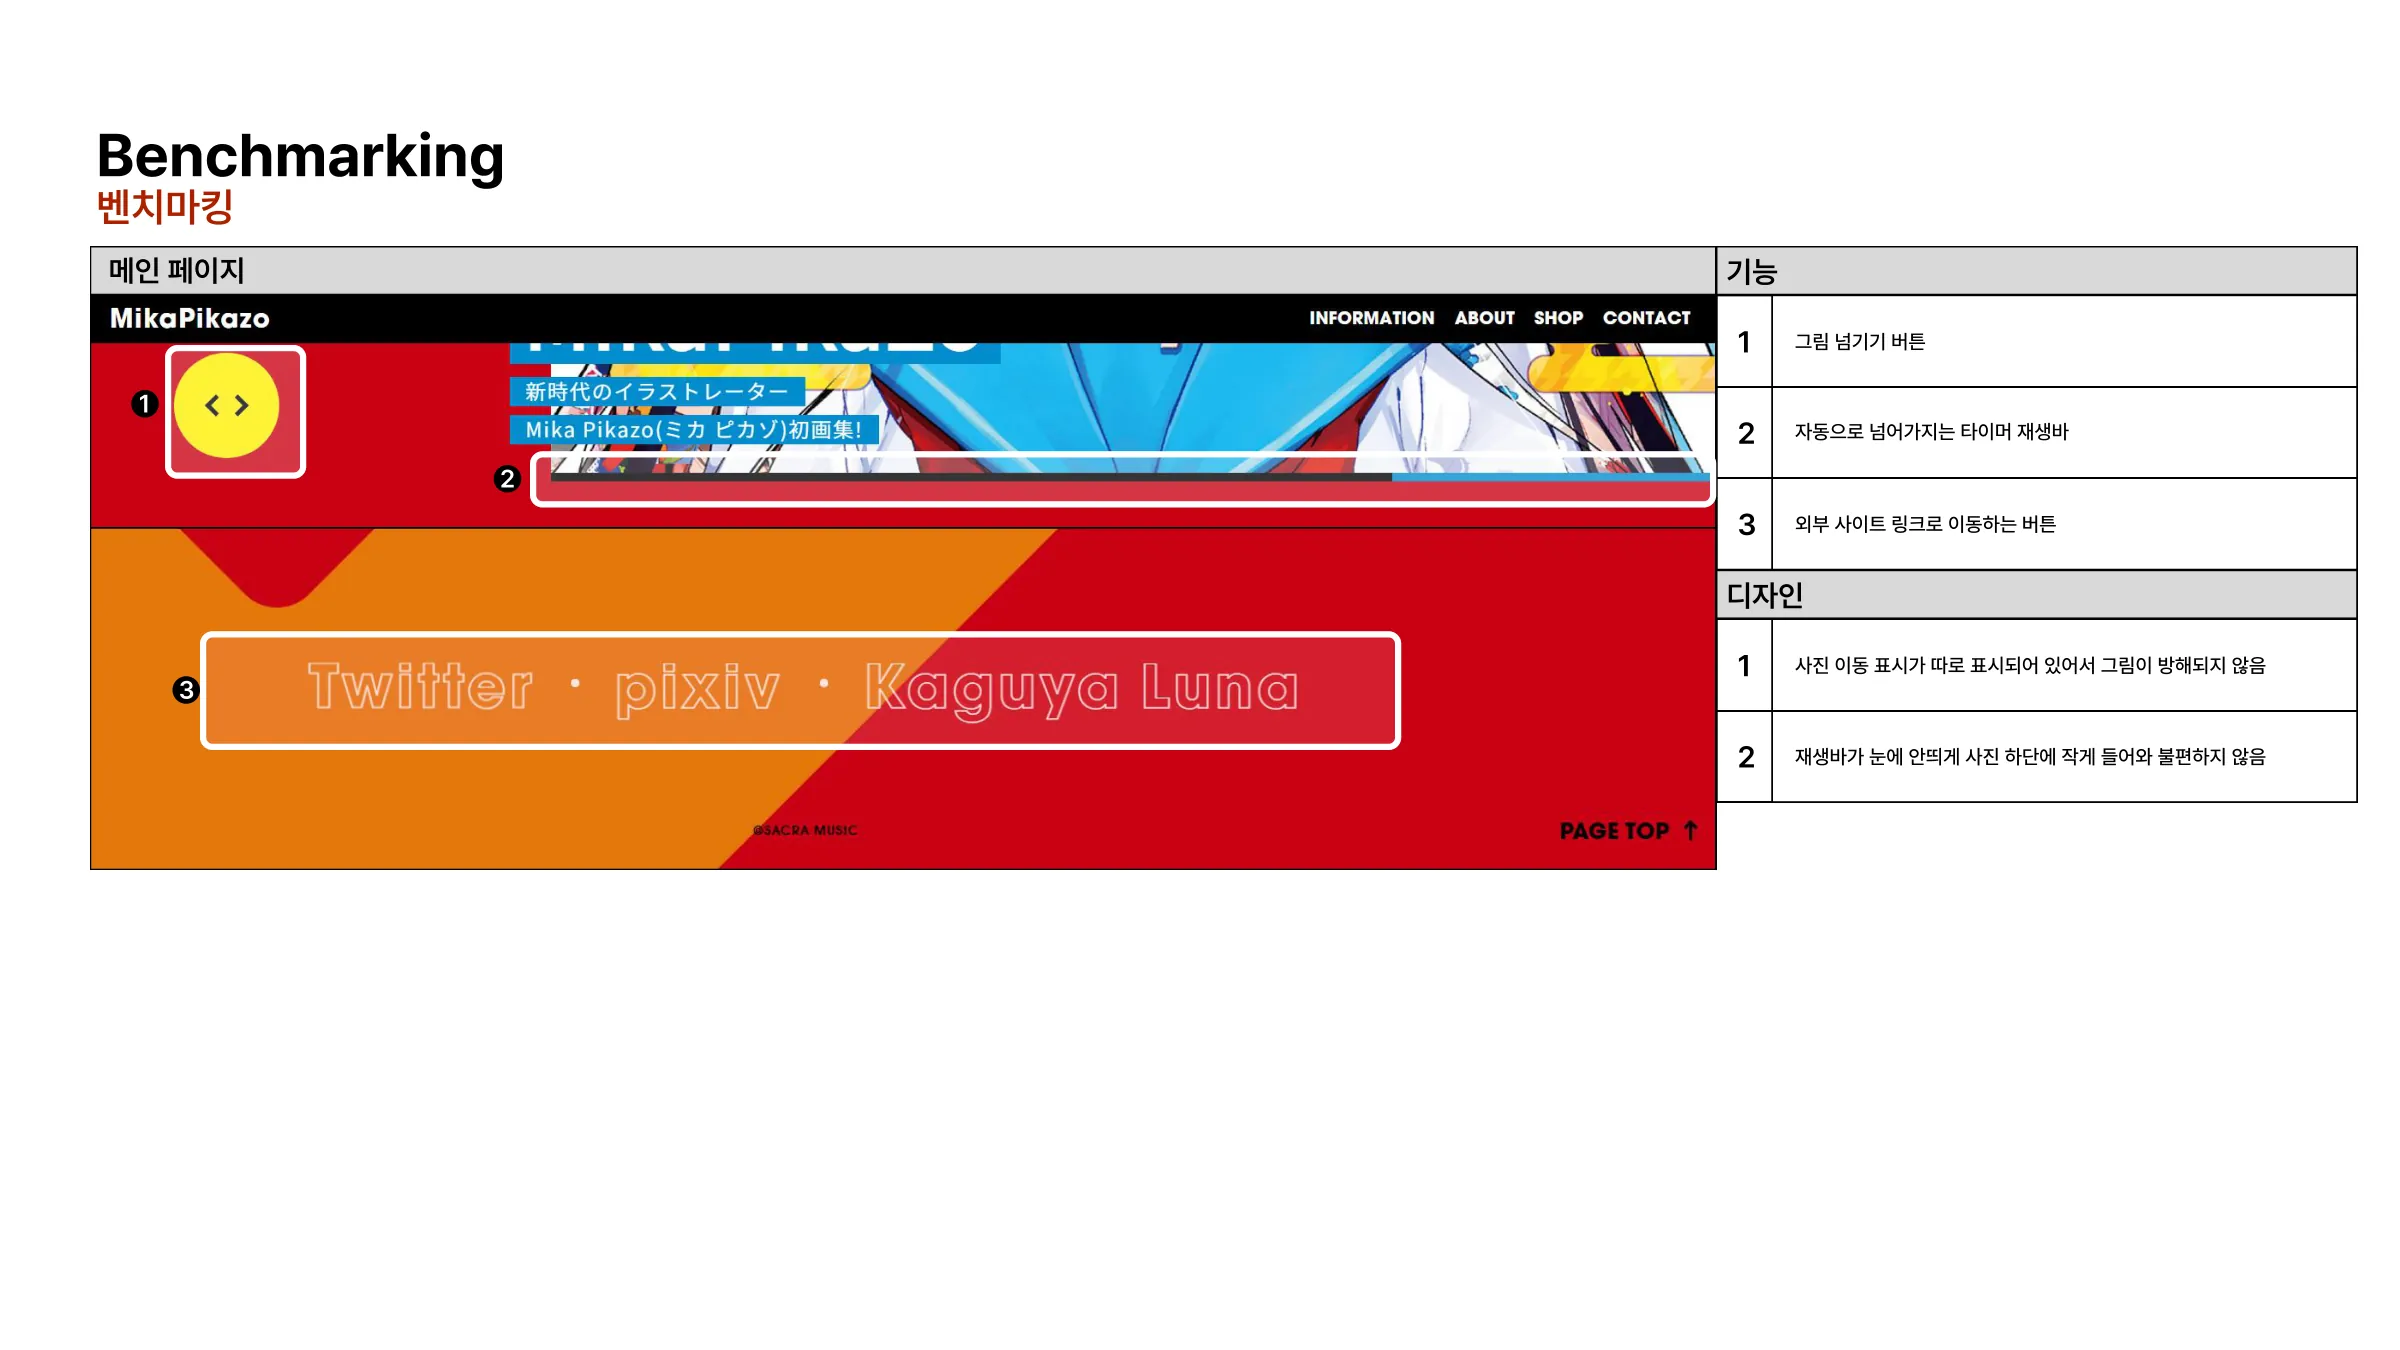 Benchmarking
벤치마킹
메인 페이지
MikaPikazo
INFORMATION ABOUT SHOP CONTACT
1
< >
新時代のイラストレーター
Mika Pikazo(ミカ ピカゾ)初画集!
2
3
Twitter · pixiv · Kaguya Luna
©SACRA MUSIC
PAGE TOP ↑
기능
1 그림 넘기기 버튼
2 자동으로 넘어가지는 타이머 재생바
3 외부 사이트 링크로 이동하는 버튼
디자인
1 사진 이동 표시가 따로 표시되어 있어서 그림이 방해되지 않음
2 재생바가 눈에 안띄게 사진 하단에 작게 들어와 불편하지 않음